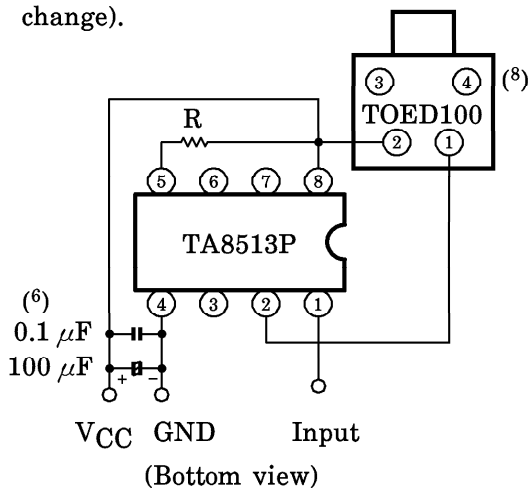 change).
3 4 (8)
R TOED100
2 1
5 6 7 8
TA8513P
(6) 4 3 2 1
0.1 μF
100 μF + −
VCC GND Input
(Bottom view)